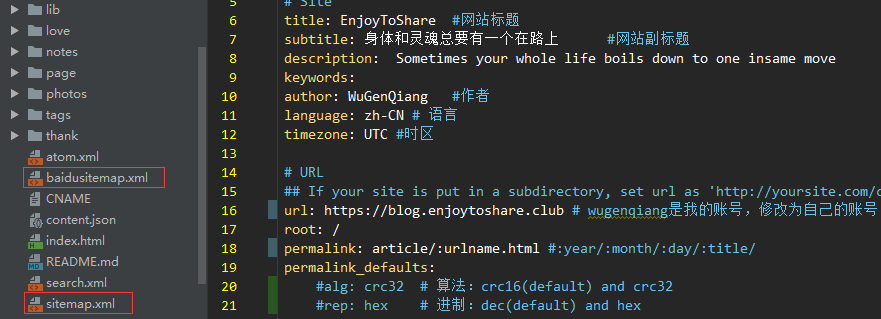 lib
love
notes
page
photos
tags
thank
atom.xml
baidusitemap.xml
CNAME
content.json
index.html
README.md
search.xml
sitemap.xml
5 # Site
6 title: EnjoyToShare #网站标题
7 subtitle: 身体和灵魂总要有一个在路上 #网站副标题
8 description: Sometimes your whole life boils down to one insame move
9 keywords:
10 author: WuGenQiang #作者
11 language: zh-CN # 语言
12 timezone: UTC #时区
13
14 # URL
15 ## If your site is put in a subdirectory, set url as 'http://yoursite.com/
16 url: https://blog.enjoytoshare.club # wugenqiang是我的账号，修改为自己的账号
17 root: /
18 permalink: article/:urlname.html #:year/:month/:day/:title/
19 permalink_defaults:
20 #alg: crc32 # 算法：crc16(default) and crc32
21 #rep: hex # 进制：dec(default) and hex